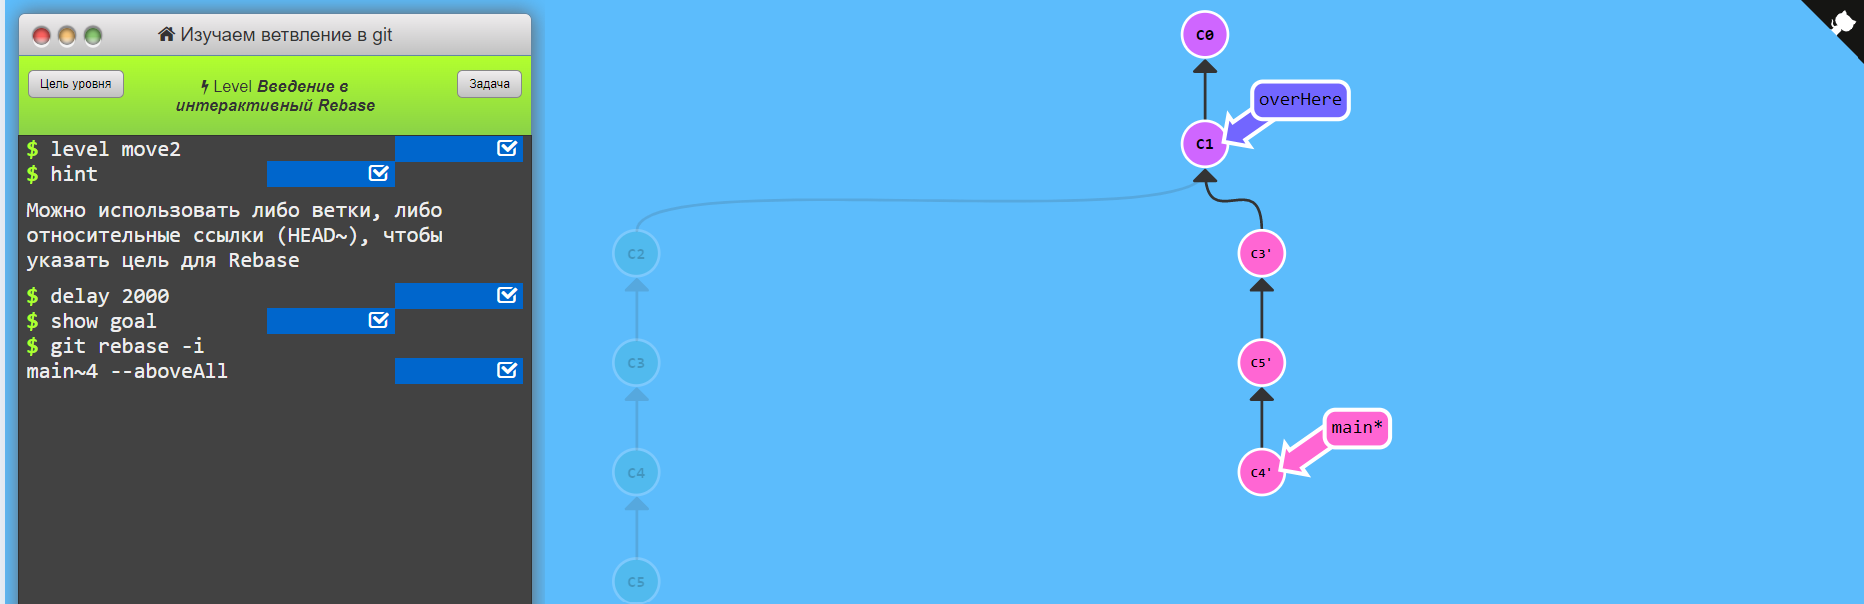 Изучаем ветвление в git
Цель уровня
Level Введение в
интерактивный Rebase
Задача
$ level move2
$ hint
Можно использовать либо ветки, либо
относительные ссылки (HEAD~), чтобы
указать цель для Rebase
$ delay 2000
$ show goal
$ git rebase -i
main~4 --aboveAll
C0
overHere
C1
C2
C3'
C3
C5'
main*
C4
C4'
C5